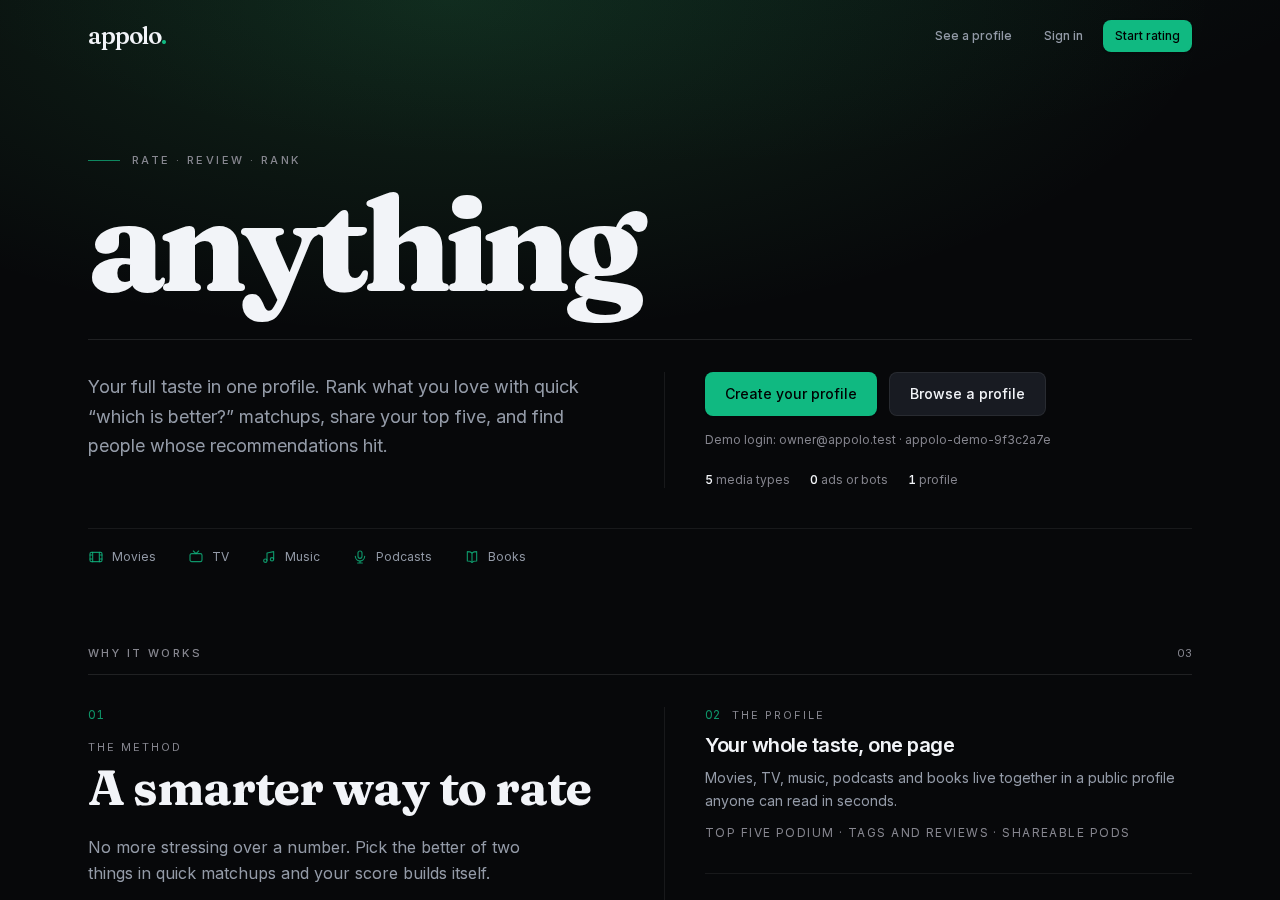 appolo.
See a profile
Sign in
Start rating
RATE · REVIEW · RANK
anything
Your full taste in one profile. Rank what you love with quick
“which is better?” matchups, share your top five, and find
people whose recommendations hit.
Create your profile
Browse a profile
Demo login: owner@appolo.test · appolo-demo-9f3c2a7e
5 media types
0 ads or bots
1 profile
Movies
TV
Music
Podcasts
Books
WHY IT WORKS
03
01
THE METHOD
A smarter way to rate
No more stressing over a number. Pick the better of two
things in quick matchups and your score builds itself.
02 THE PROFILE
Your whole taste, one page
Movies, TV, music, podcasts and books live together in a public profile
anyone can read in seconds.
TOP FIVE PODIUM · TAGS AND REVIEWS · SHAREABLE PODS